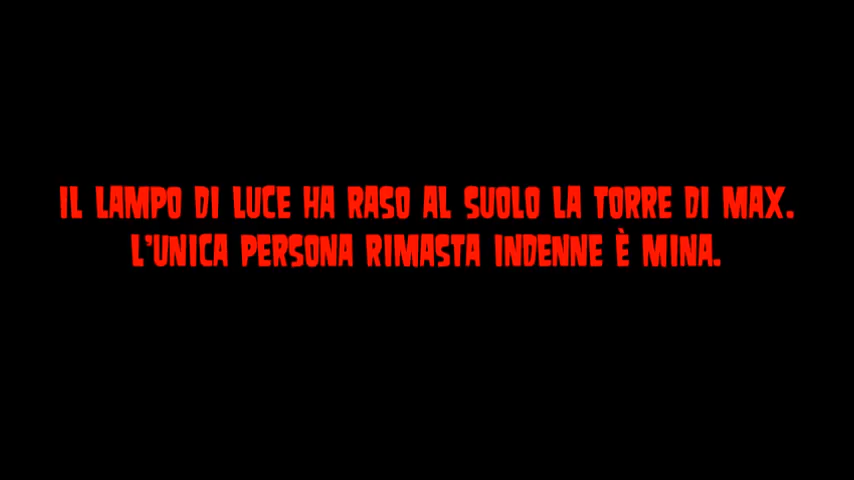 IL LAMPO DI LUCE HA RASO AL SUOLO LA TORRE DI MAX.
L'UNICA PERSONA RIMASTA INDENNE È MINA.